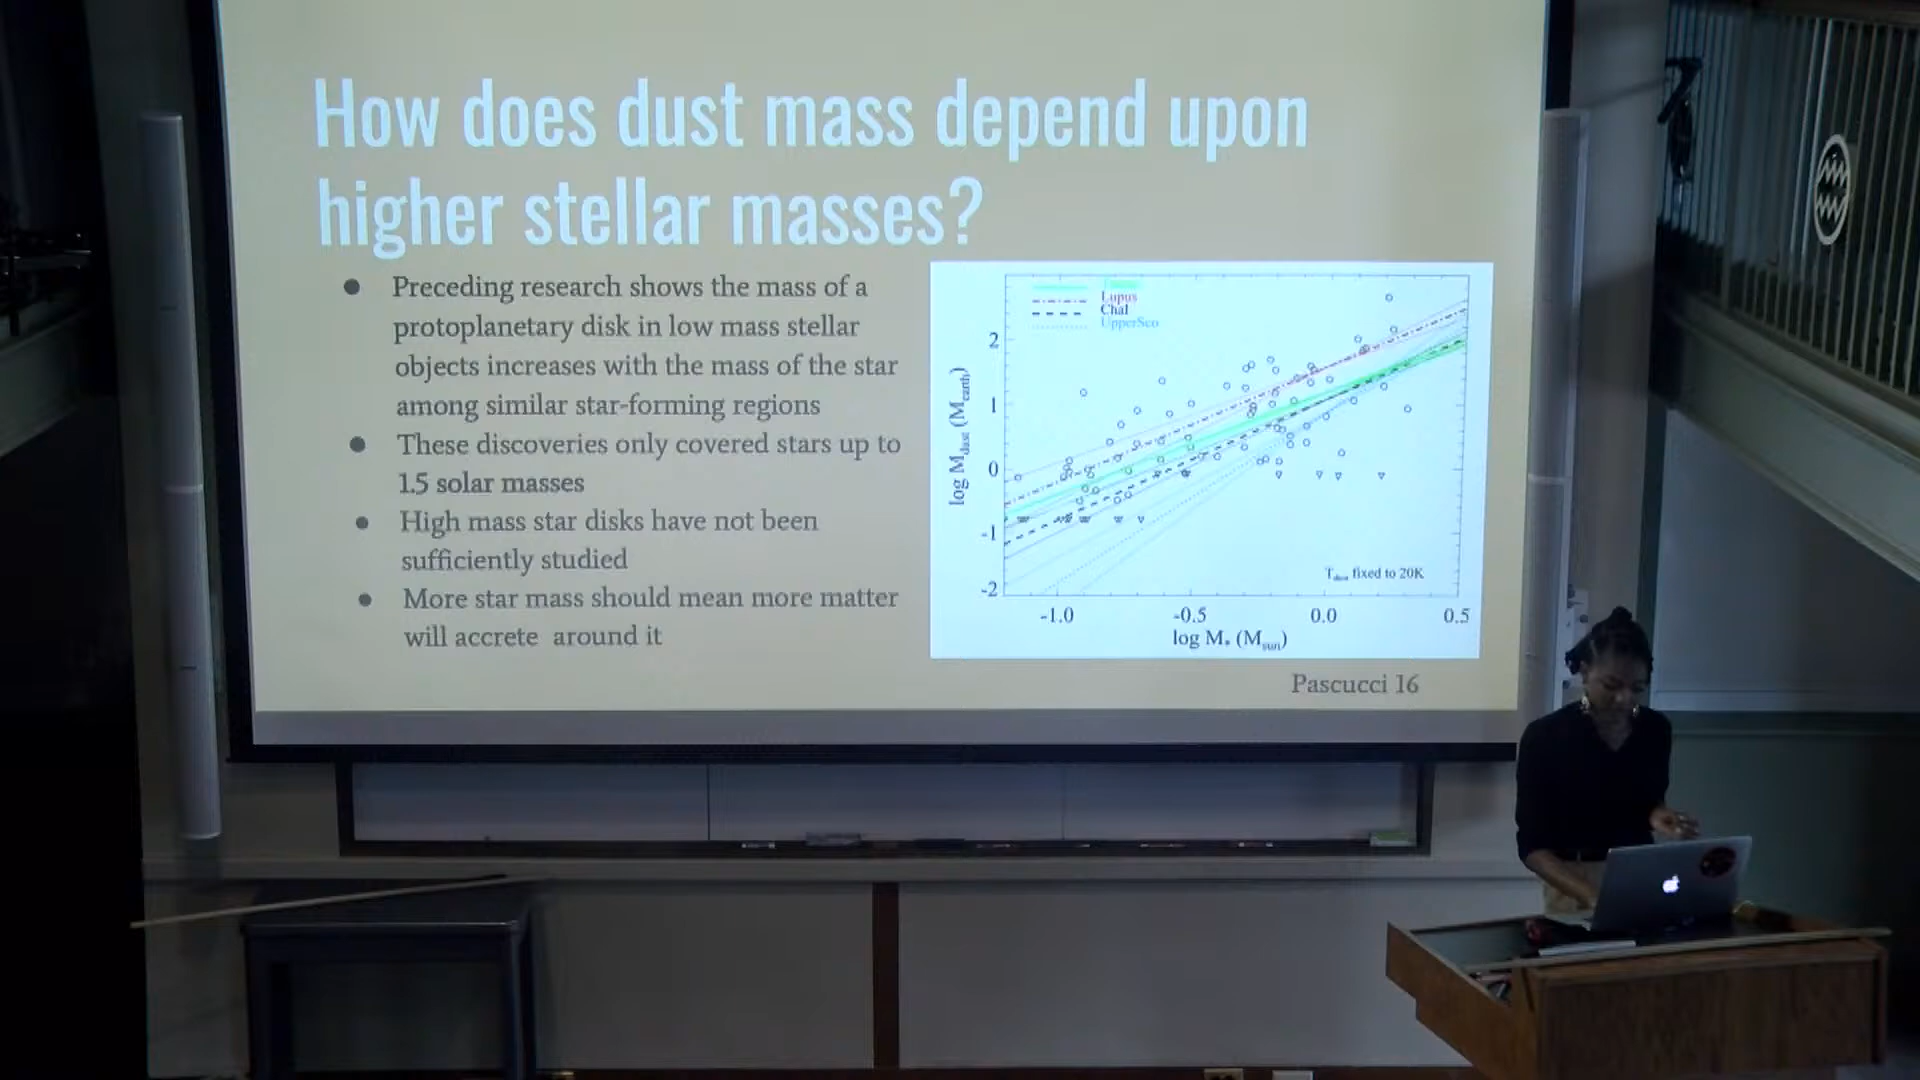 How does dust mass depend upon
higher stellar masses?
● Preceding research shows the mass of a
protoplanetary disk in low mass stellar
objects increases with the mass of the star
among similar star-forming regions
● These discoveries only covered stars up to
1.5 solar masses
● High mass star disks have not been
sufficiently studied
● More star mass should mean more matter
will accrete around it
Lupus
ChaI
UpperSco
log M_dust (M_earth)
2
1
0
-1
-2
T_dust fixed to 20K
-1.0 -0.5 0.0 0.5
log M* (M_sun)
Pascucci 16